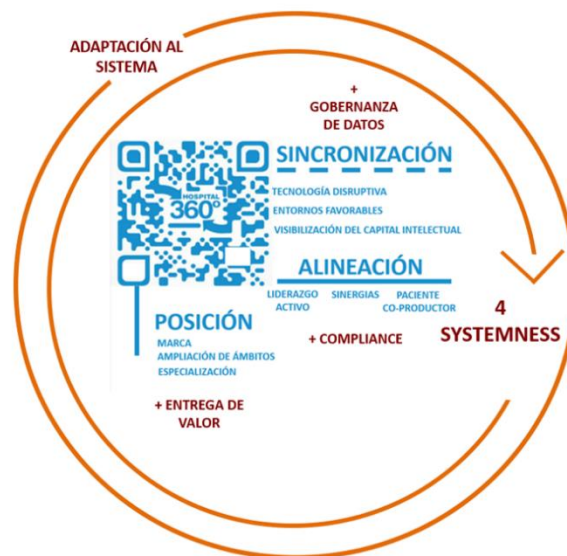 ADAPTACIÓN AL
SISTEMA
+
GOBERNANZA
DE DATOS
HOSPITAL
360º
SINCRONIZACIÓN
TECNOLOGÍA DISRUPTIVA
ENTORNOS FAVORABLES
VISIBILIZACIÓN DEL CAPITAL INTELECTUAL
ALINEACIÓN
LIDERAZGO
ACTIVO
SINERGIAS
PACIENTE
CO-PRODUCTOR
+ COMPLIANCE
POSICIÓN
MARCA
AMPLIACIÓN DE ÁMBITOS
ESPECIALIZACIÓN
+ ENTREGA DE
VALOR
4
SYSTEMNESS